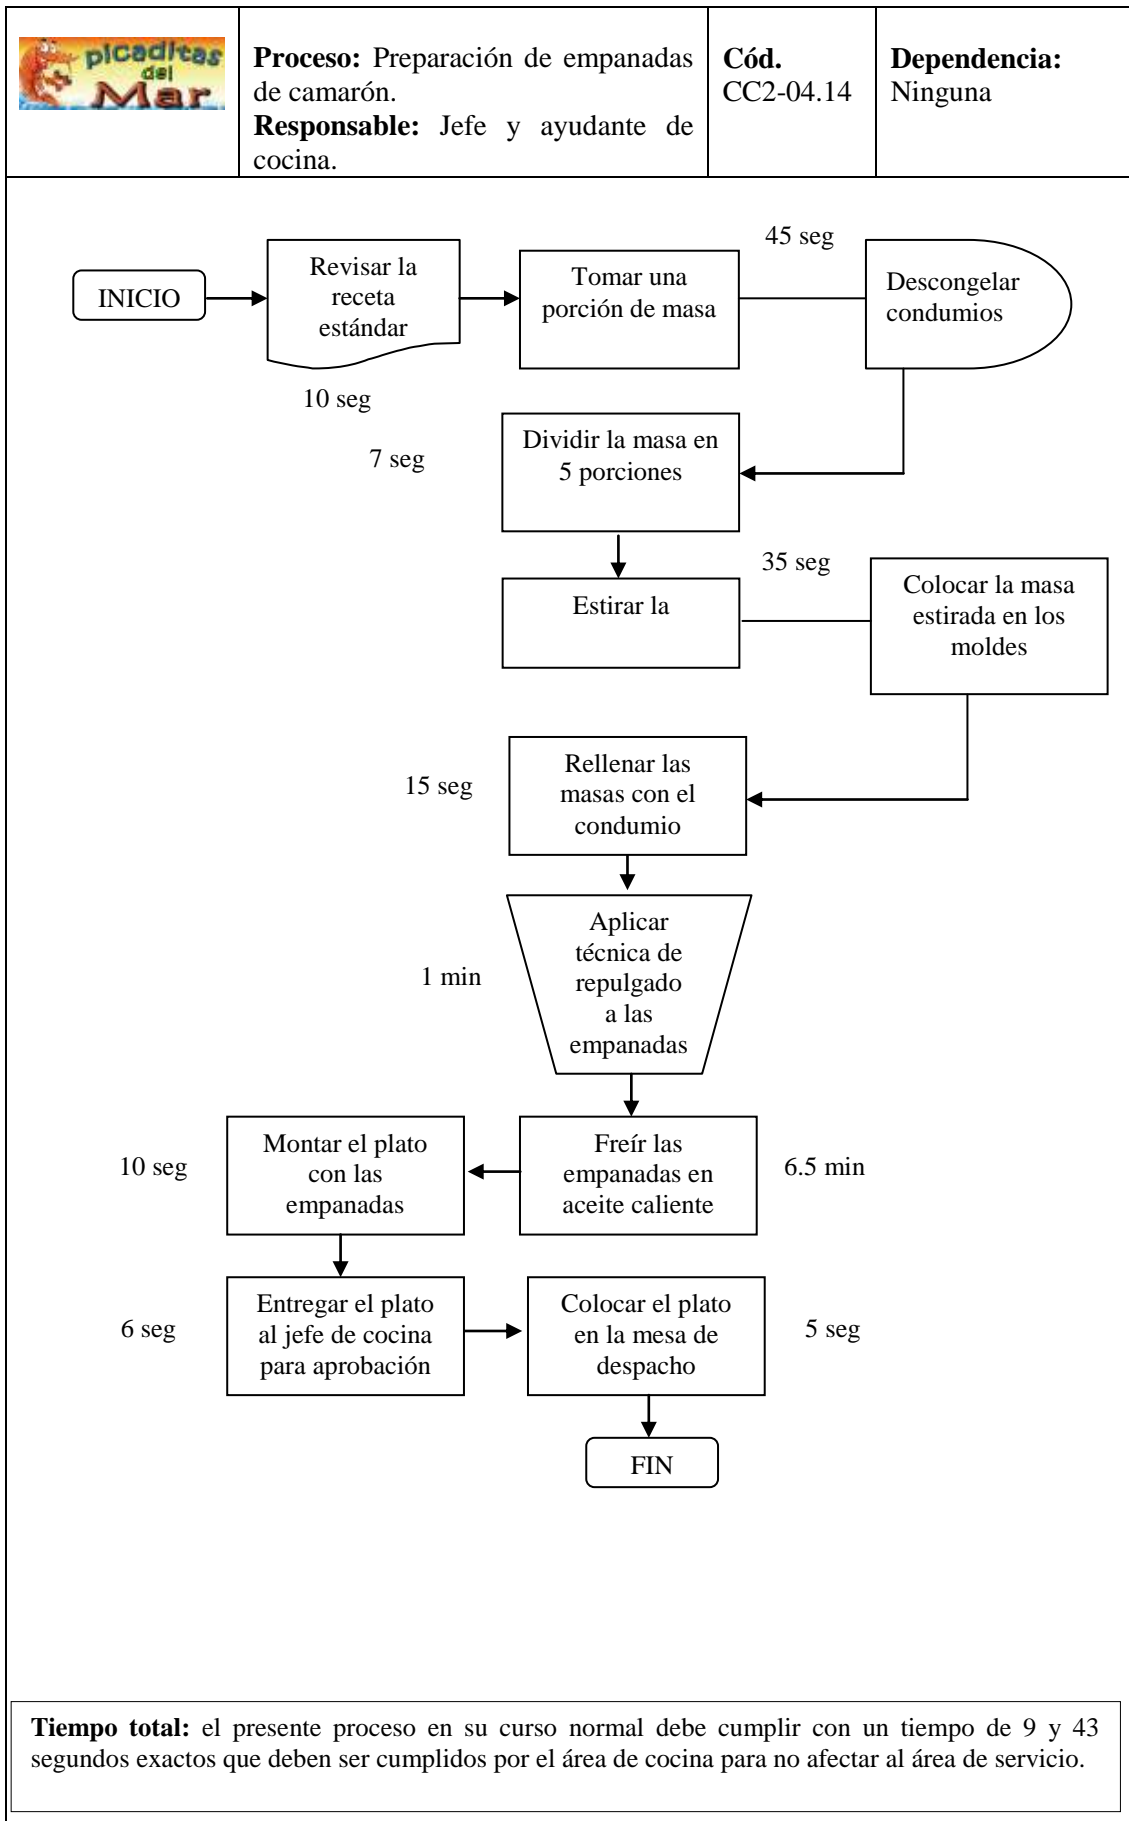 picaditas
del
Mar
Proceso: Preparación de empanadas
de camarón.
Responsable: Jefe y ayudante de
cocina.
Cód.
CC2-04.14
Dependencia:
Ninguna
INICIO
Revisar la
receta
estándar
10 seg
Tomar una
porción de masa
45 seg
Descongelar
condumios
7 seg
Dividir la masa en
5 porciones
Estirar la
35 seg
Colocar la masa
estirada en los
moldes
15 seg
Rellenar las
masas con el
condumio
1 min
Aplicar
técnica de
repulgado
a las
empanadas
Freír las
empanadas en
aceite caliente
6.5 min
10 seg
Montar el plato
con las
empanadas
6 seg
Entregar el plato
al jefe de cocina
para aprobación
Colocar el plato
en la mesa de
despacho
5 seg
FIN
Tiempo total: el presente proceso en su curso normal debe cumplir con un tiempo de 9 y 43
segundos exactos que deben ser cumplidos por el área de cocina para no afectar al área de servicio.